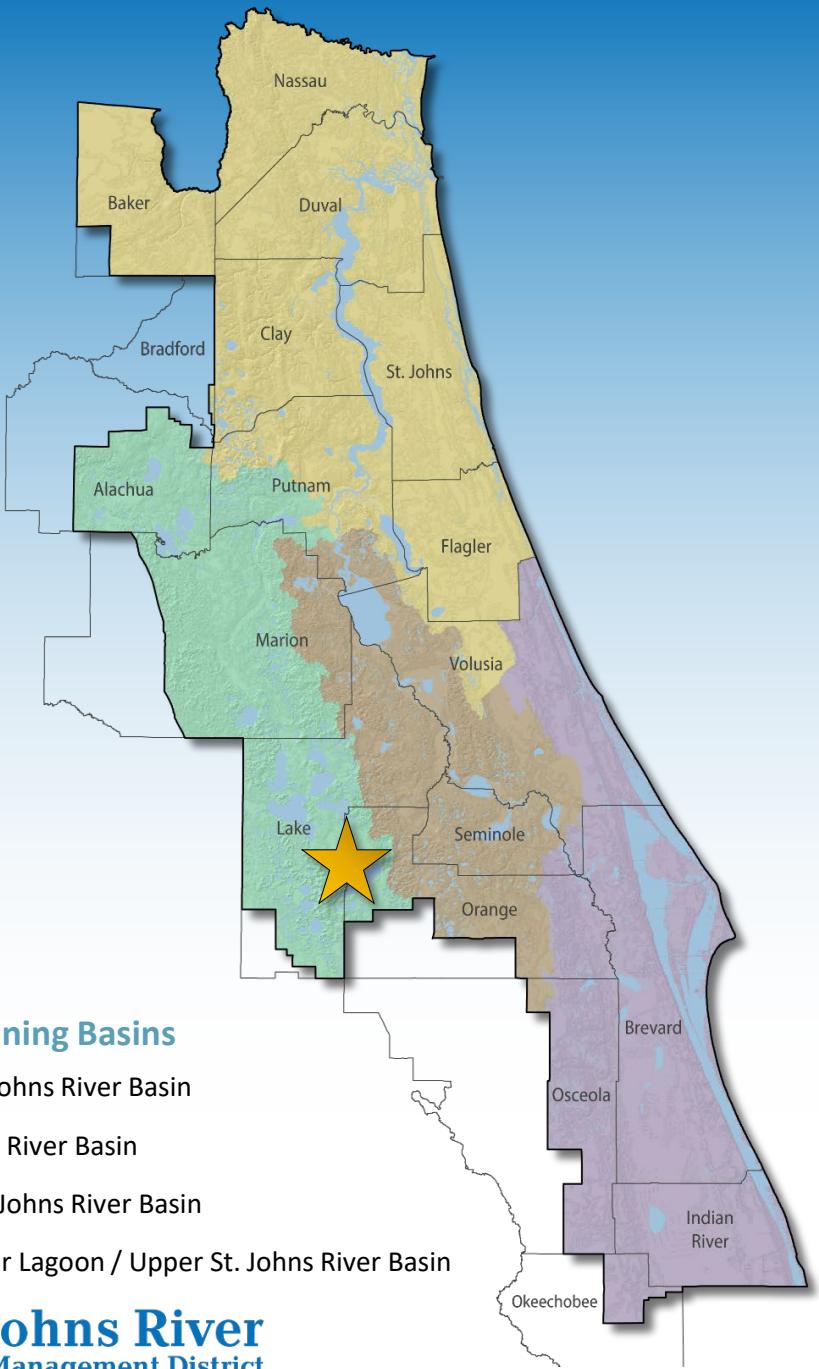 Nassau
Baker
Duval
Clay
Bradford
St. Johns
Alachua
Putnam
Flagler
Marion
Volusia
Lake
Seminole
Orange
Brevard
Osceola
Indian
River
Okeechobee
ning Basins
ohns River Basin
River Basin
Johns River Basin
r Lagoon / Upper St. Johns River Basin
ohns River
Management District